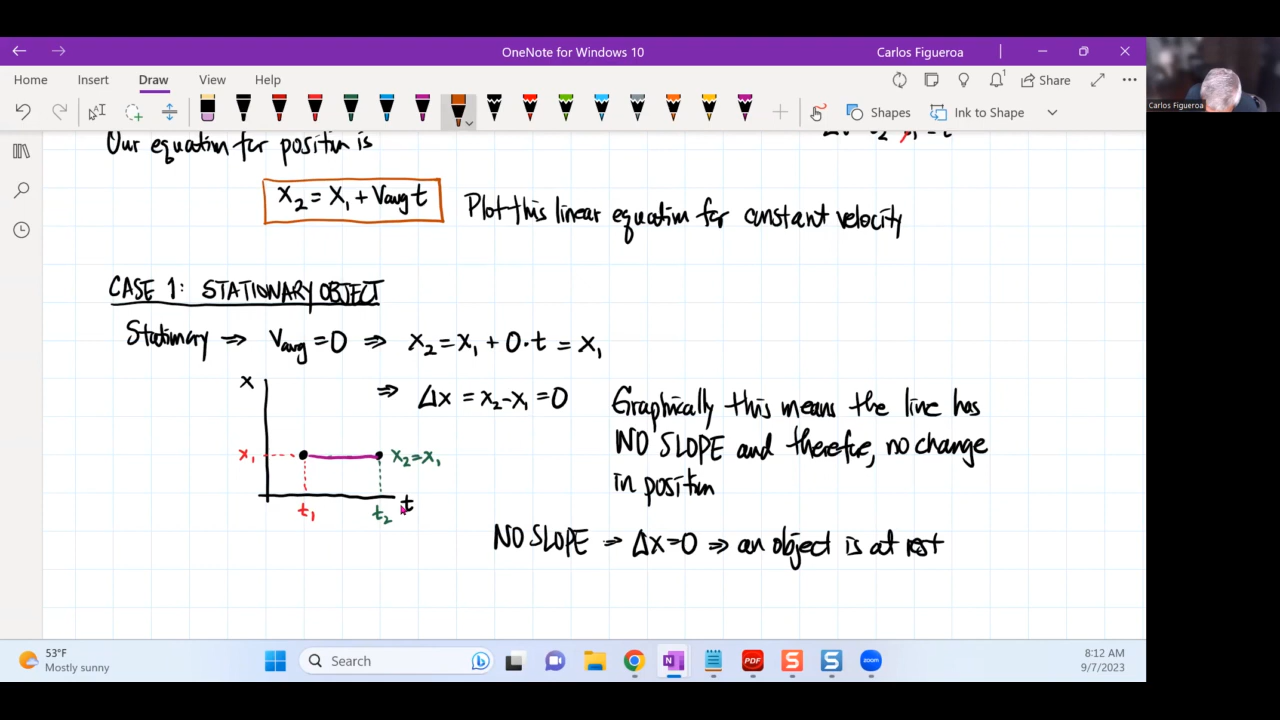 OneNote for Windows 10
Carlos Figueroa
Home Insert Draw View Help
Share
Shapes
Ink to Shape
Carlos Figueroa
Our equation for position is
x₂ = x₁ + Vavg t
Plot this linear equation for constant velocity
CASE 1: STATIONARY OBJECT
Stationary ⇒ Vavg = 0 ⇒ x₂ = x₁ + 0·t = x₁
⇒ Δx = x₂-x₁ = 0
Graphically this means the line has
NO SLOPE and therefore, no change
in position
x
x₁
x₂=x₁
t
t₁
t₂
NO SLOPE → Δx=0 ⇒ an object is at rest
53°F
Mostly sunny
Search
PDF
S
S
zoom
8:12 AM
9/7/2023